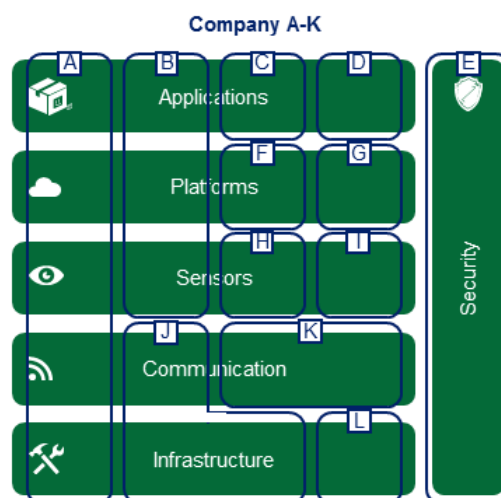 Company A-K
A B C D E
Applications
F G
Platforms
H I
Sensors
Security
J K
Communication
L
Infrastructure